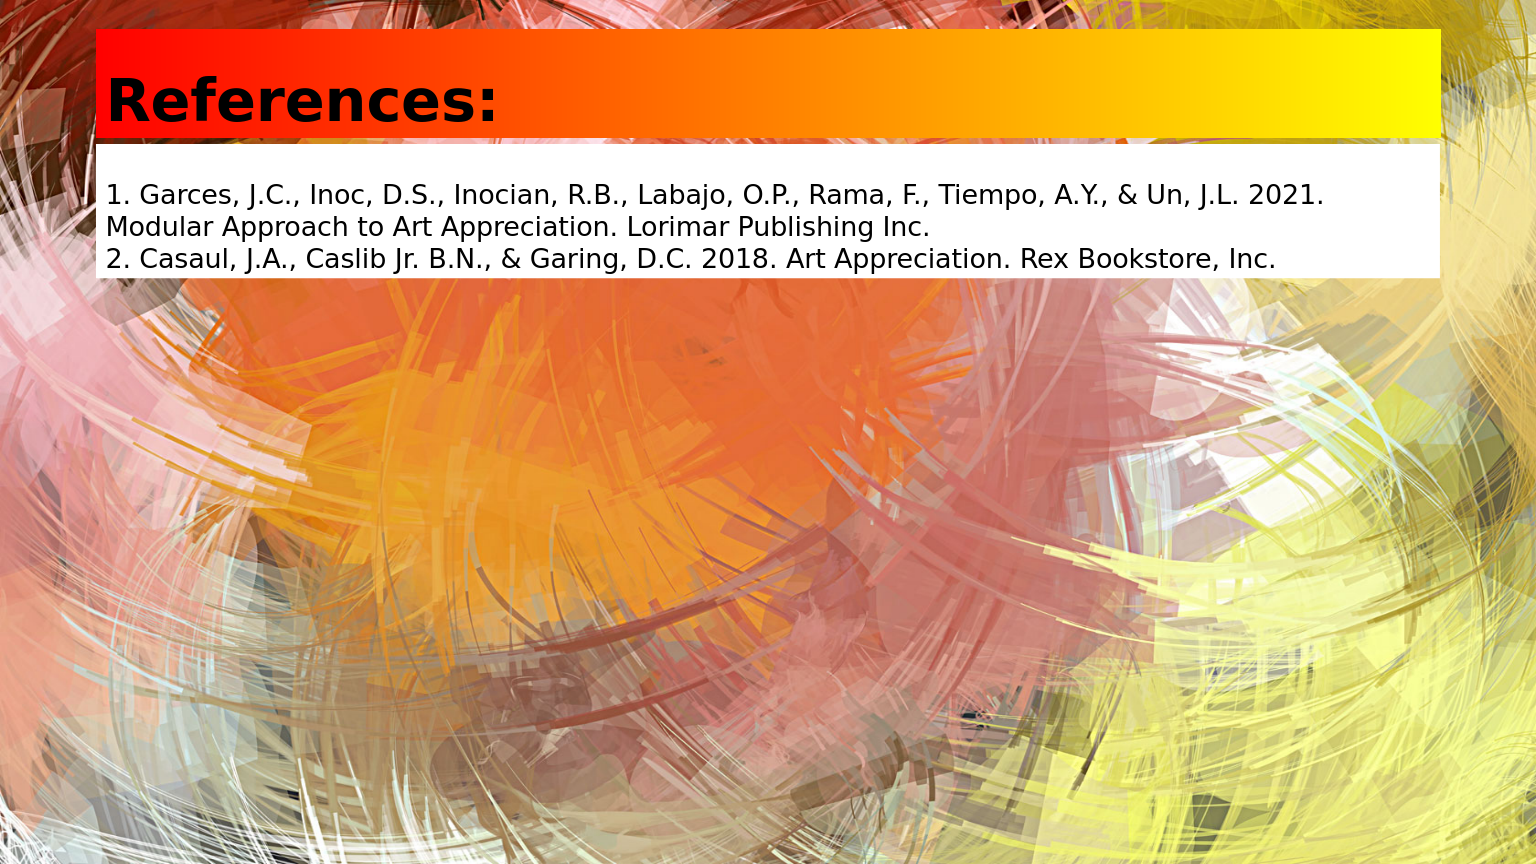 References:
1. Garces, J.C., Inoc, D.S., Inocian, R.B., Labajo, O.P., Rama, F., Tiempo, A.Y., & Un, J.L. 2021.
Modular Approach to Art Appreciation. Lorimar Publishing Inc.
2. Casaul, J.A., Caslib Jr. B.N., & Garing, D.C. 2018. Art Appreciation. Rex Bookstore, Inc.